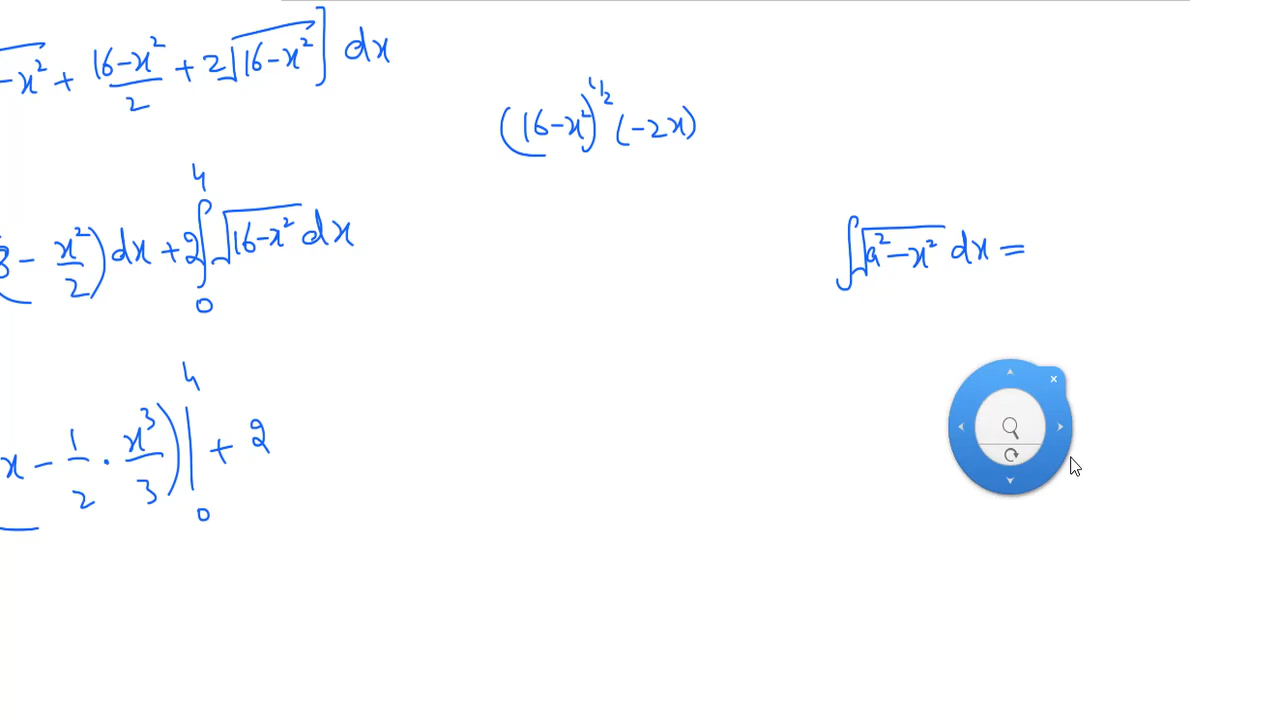 -x² + (16-x²)/2 + 2√(16-x²)] dx
(16-x²)^(1/2) (-2x)
- x²/2) dx + 2∫₀⁴ √(16-x²) dx
∫√(a²-x²) dx =
x - 1/2 · x³/3)|₀⁴ + 2